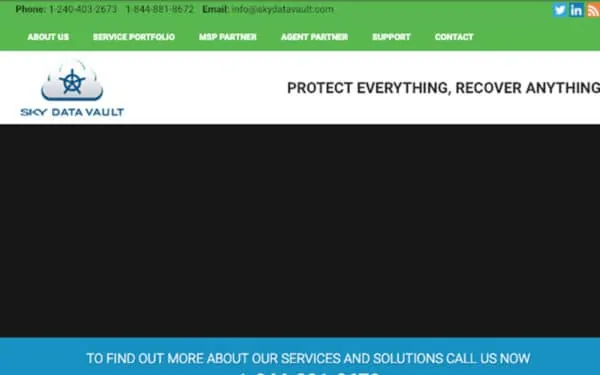 Phone: 1-240-403-2673 1-844-881-8672 Email: info@skydatavault.com
ABOUT US SERVICE PORTFOLIO MSP PARTNER AGENT PARTNER SUPPORT CONTACT
SKY DATA VAULT
PROTECT EVERYTHING, RECOVER ANYTHING
TO FIND OUT MORE ABOUT OUR SERVICES AND SOLUTIONS CALL US NOW